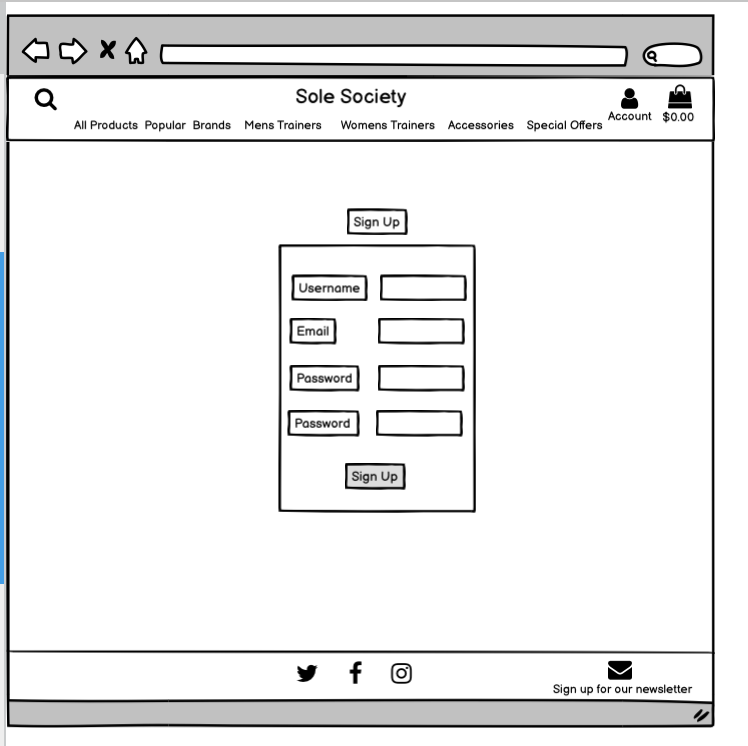 Sole Society
Account $0.00
All Products Popular Brands Mens Trainers Womens Trainers Accessories Special Offers
Sign Up
Username
Email
Password
Password
Sign Up
Sign up for our newsletter